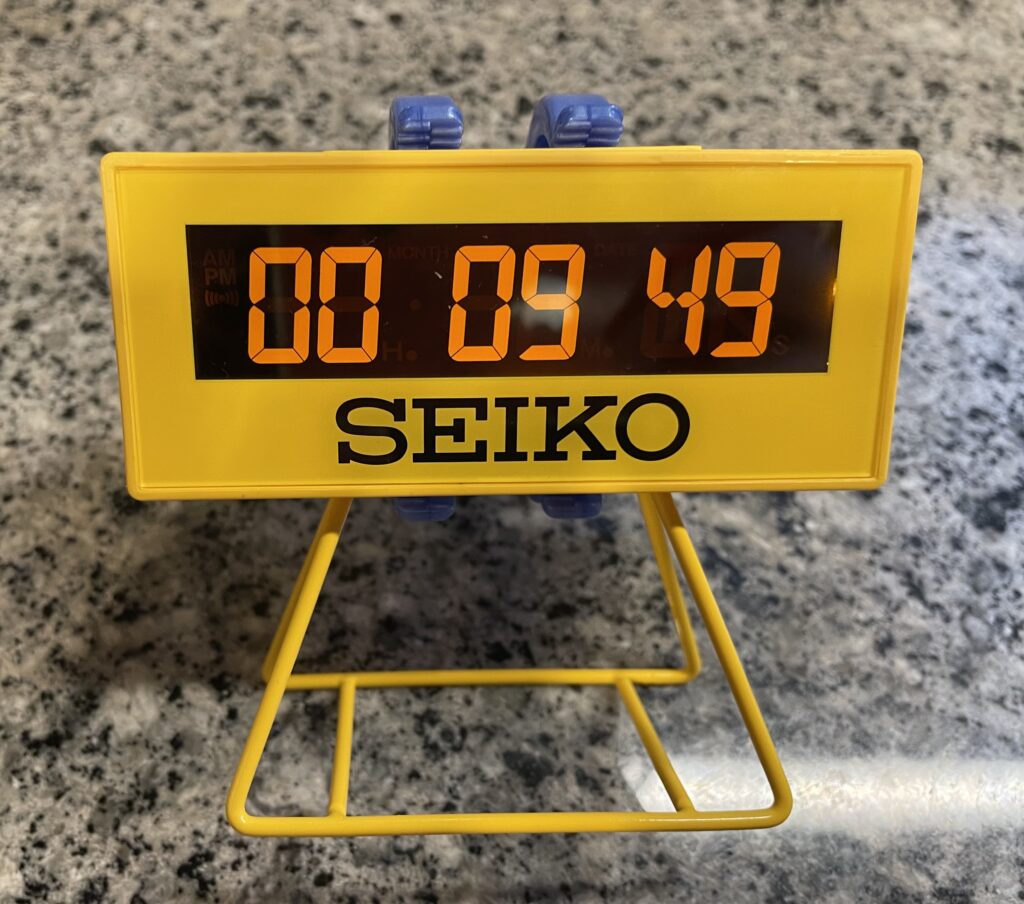 AM MONTH DATE
PM
00 H. 09 M. 49 S
SEIKO